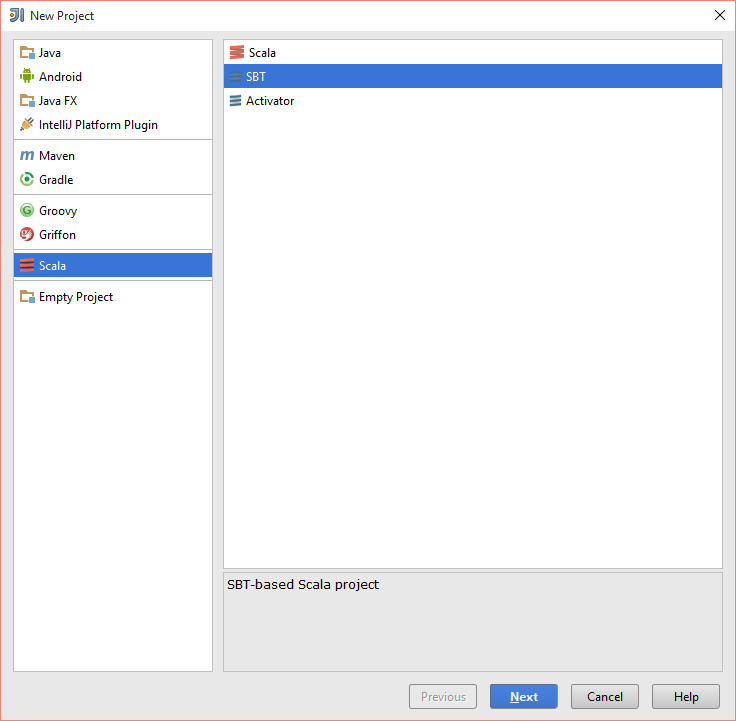 New Project
Java
Android
Java FX
IntelliJ Platform Plugin
Maven
Gradle
Groovy
Griffon
Scala
Empty Project
Scala
SBT
Activator
SBT-based Scala project
Previous
Next
Cancel
Help